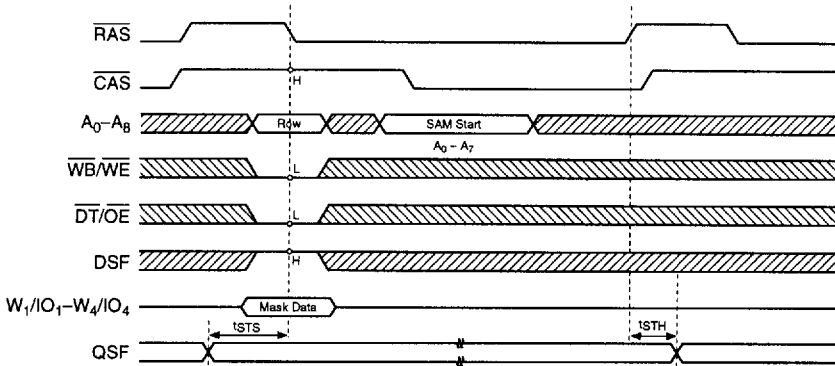 RAS
CAS
H
A0–A8
Row
SAM Start
A0 – A7
WB/WE
L
DT/OE
L
DSF
H
W1/IO1–W4/IO4
Mask Data
tSTS
tSTH
QSF